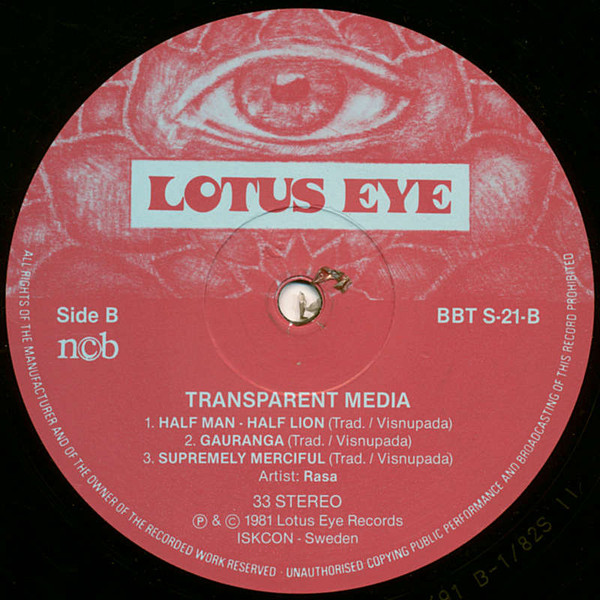 LOTUS EYE
Side B
BBT S-21-B
n©b
TRANSPARENT MEDIA
1. HALF MAN - HALF LION (Trad. / Visnupada)
2. GAURANGA (Trad. / Visnupada)
3. SUPREMELY MERCIFUL (Trad. / Visnupada)
Artist: Rasa
33 STEREO
℗ & © 1981 Lotus Eye Records
ISKCON - Sweden
ALL RIGHTS OF THE MANUFACTURER AND OF THE OWNER OF THE RECORDED WORK RESERVED · UNAUTHORISED COPYING PUBLIC PERFORMANCE AND BROADCASTING OF THIS RECORD PROHIBITED
B-1/82S